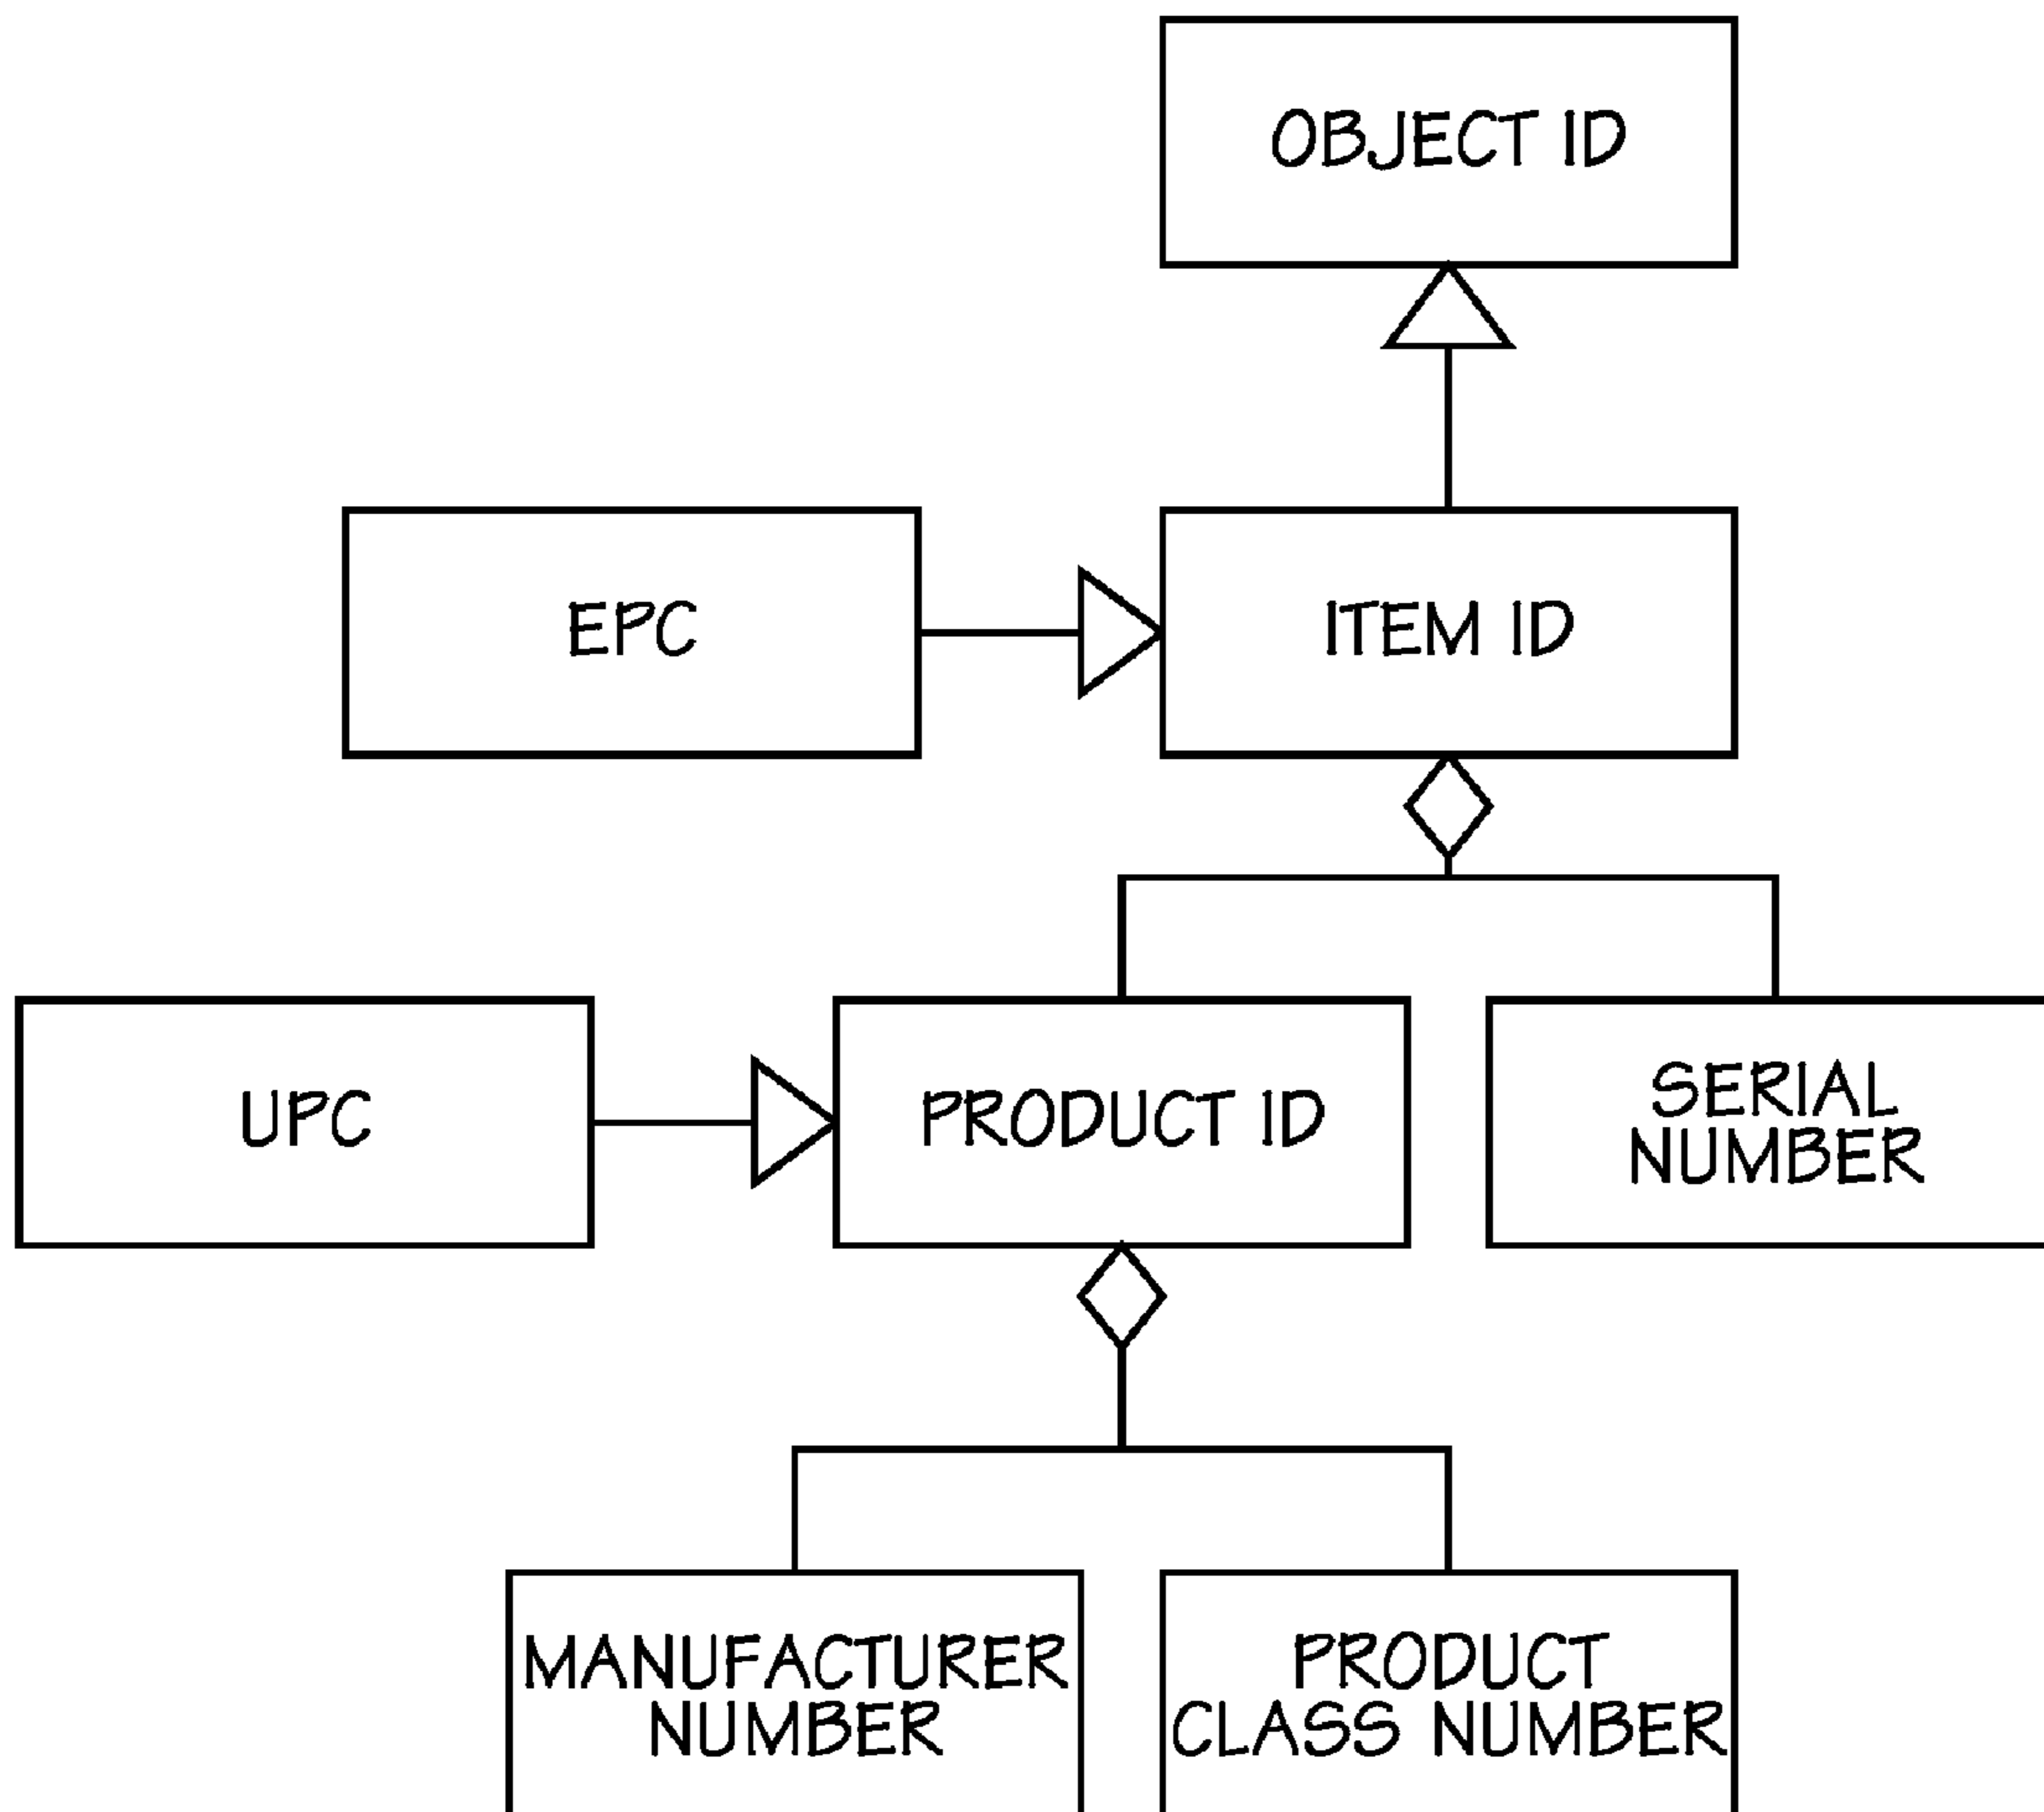 OBJECT ID
EPC
ITEM ID
UPC
PRODUCT ID
SERIAL
NUMBER
MANUFACTURER
NUMBER
PRODUCT
CLASS NUMBER